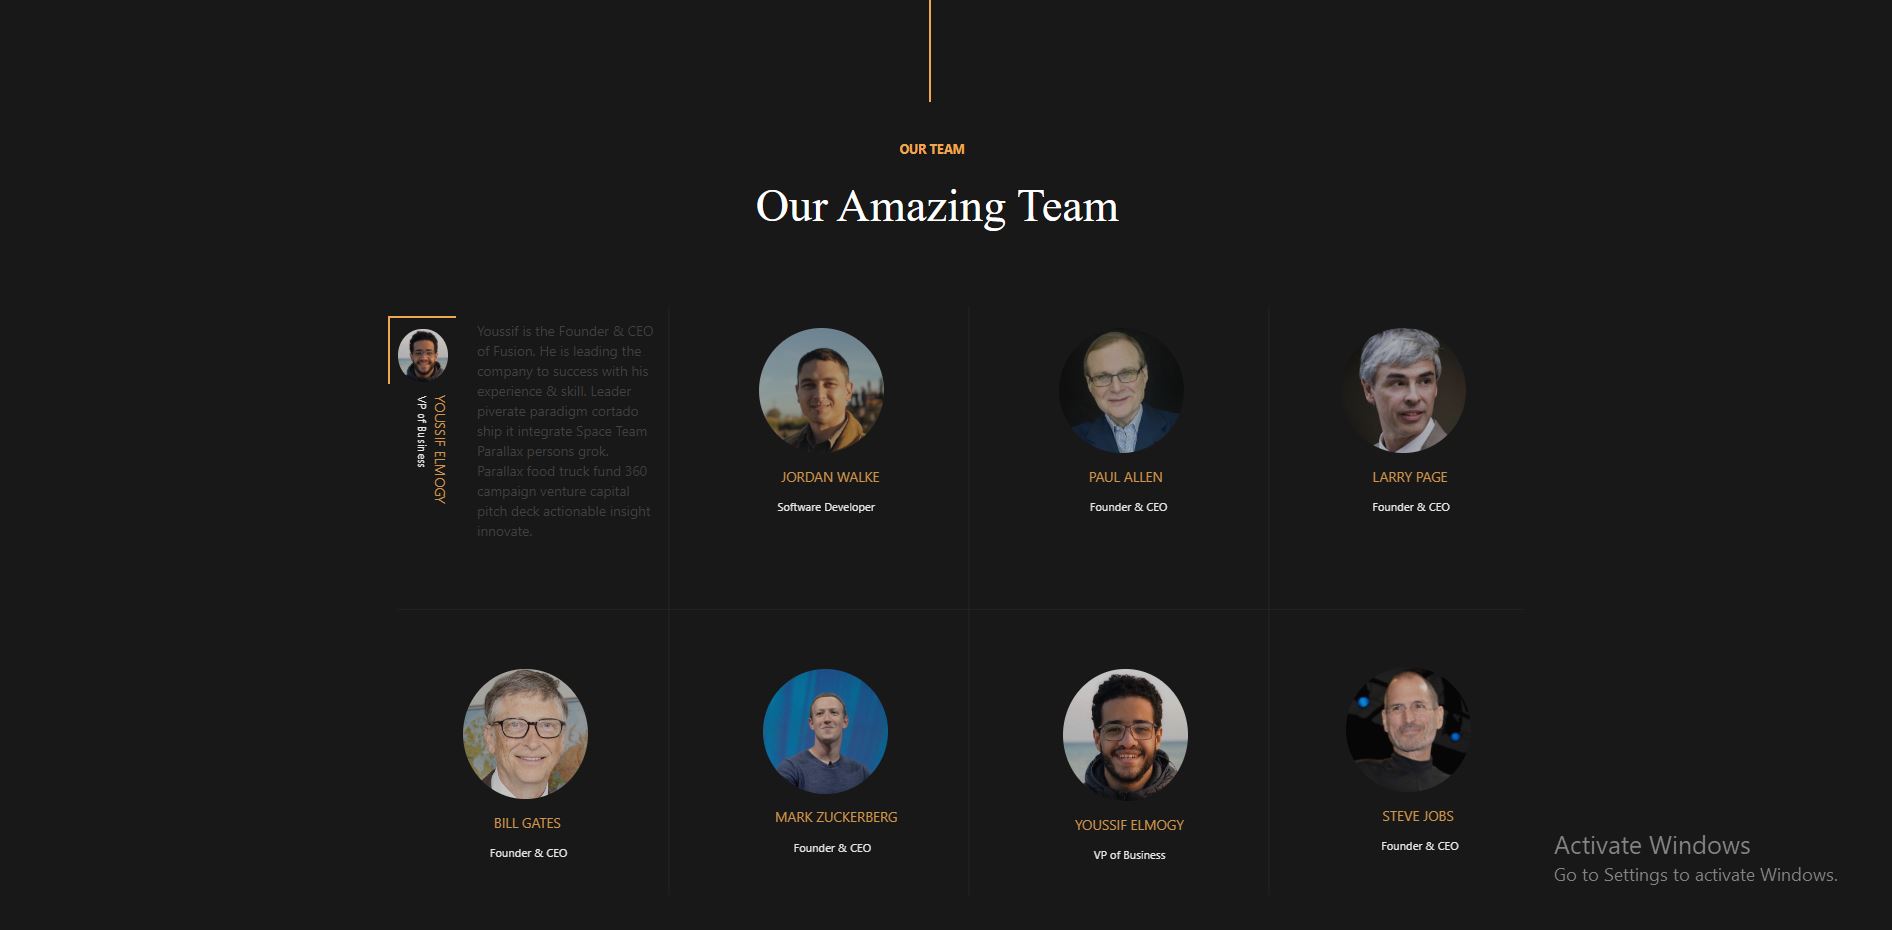 OUR TEAM
Our Amazing Team
YOUSSIF ELMOGY
VP of Business
Youssif is the Founder & CEO
of Fusion. He is leading the
company to success with his
experience & skill. Leader
piverate paradigm cortado
ship it integrate Space Team
Parallax persons grok.
Parallax food truck fund 360
campaign venture capital
pitch deck actionable insight
innovate.
JORDAN WALKE
Software Developer
PAUL ALLEN
Founder & CEO
LARRY PAGE
Founder & CEO
BILL GATES
Founder & CEO
MARK ZUCKERBERG
Founder & CEO
YOUSSIF ELMOGY
VP of Business
STEVE JOBS
Founder & CEO
Activate Windows
Go to Settings to activate Windows.